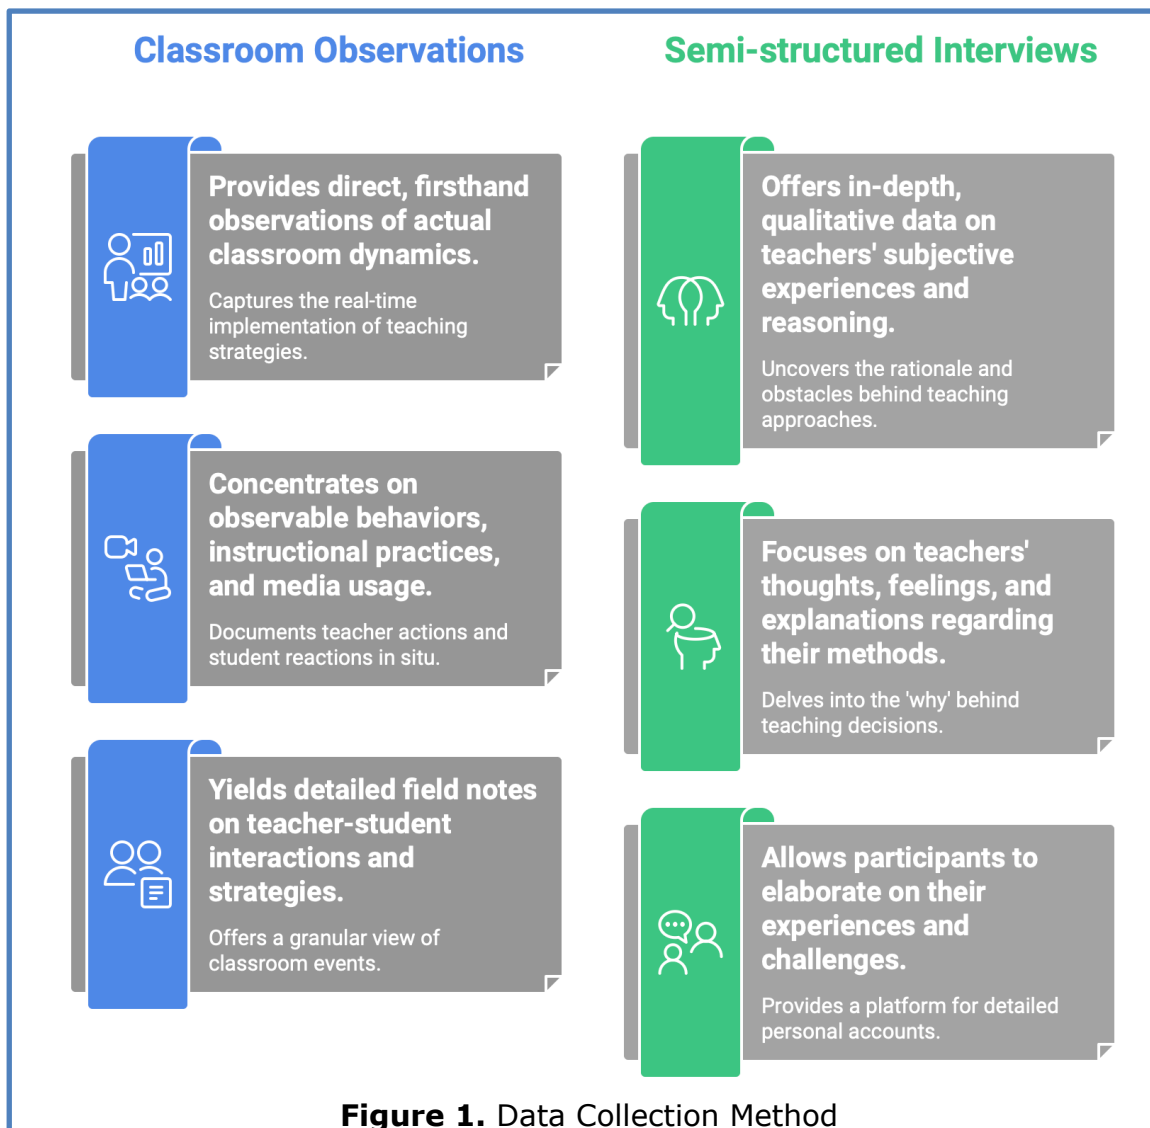 Classroom Observations
Provides direct, firsthand
observations of actual
classroom dynamics.
Captures the real-time
implementation of teaching
strategies.
Concentrates on
observable behaviors,
instructional practices,
and media usage.
Documents teacher actions and
student reactions in situ.
Yields detailed field notes
on teacher-student
interactions and
strategies.
Offers a granular view of
classroom events.
Semi-structured Interviews
Offers in-depth,
qualitative data on
teachers' subjective
experiences and
reasoning.
Uncovers the rationale and
obstacles behind teaching
approaches.
Focuses on teachers'
thoughts, feelings, and
explanations regarding
their methods.
Delves into the 'why' behind
teaching decisions.
Allows participants to
elaborate on their
experiences and
challenges.
Provides a platform for detailed
personal accounts.
Figure 1. Data Collection Method